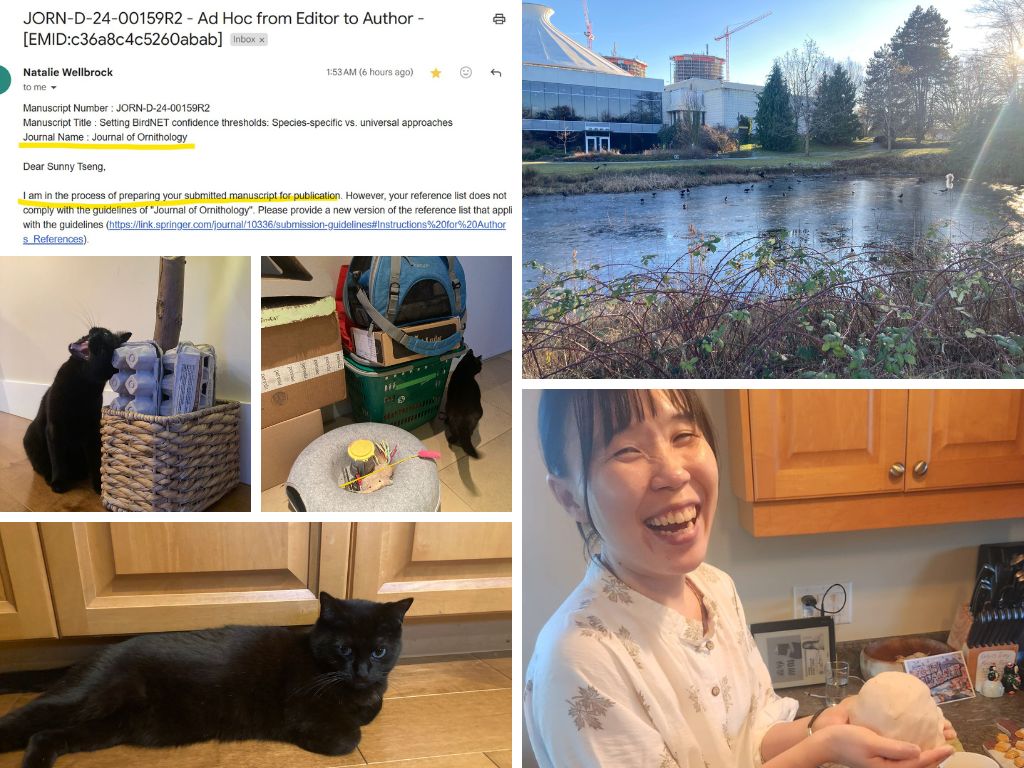 JORN-D-24-00159R2 - Ad Hoc from Editor to Author -
[EMID:c36a8c4c5260abab] Inbox ×
Natalie Wellbrock
1:53 AM (6 hours ago)
to me
Manuscript Number : JORN-D-24-00159R2
Manuscript Title : Setting BirdNET confidence thresholds: Species-specific vs. universal approaches
Journal Name : Journal of Ornithology
Dear Sunny Tseng,
I am in the process of preparing your submitted manuscript for publication. However, your reference list does not
comply with the guidelines of "Journal of Ornithology". Please provide a new version of the reference list that appli
with the guidelines (https://link.springer.com/journal/10336/submission-guidelines#Instructions%20for%20Author
s_References).